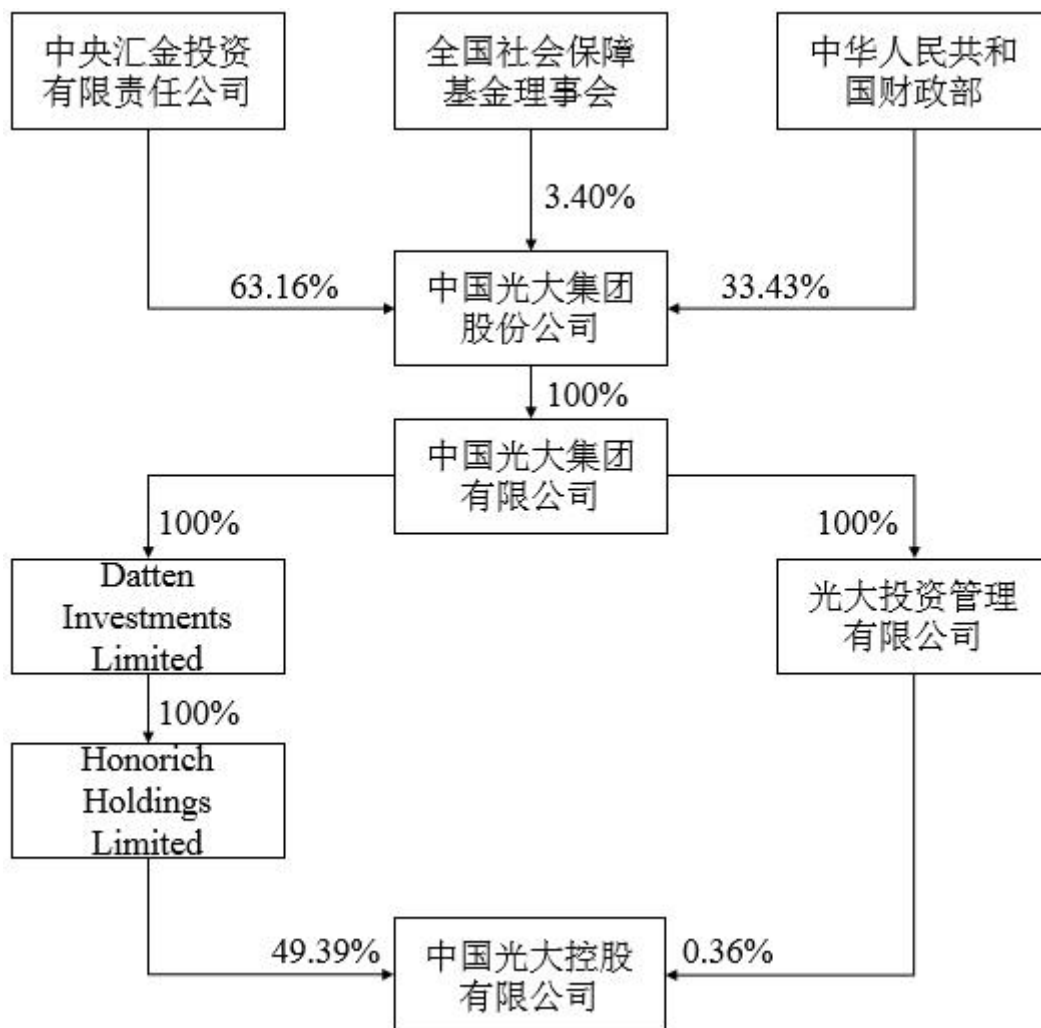 中央汇金投资
有限责任公司
全国社会保障
基金理事会
中华人民共和
国财政部
3.40%
63.16%
33.43%
中国光大集团
股份公司
100%
中国光大集团
有限公司
100%
100%
Datten
Investments
Limited
光大投资管理
有限公司
100%
Honorich
Holdings
Limited
49.39%
0.36%
中国光大控股
有限公司